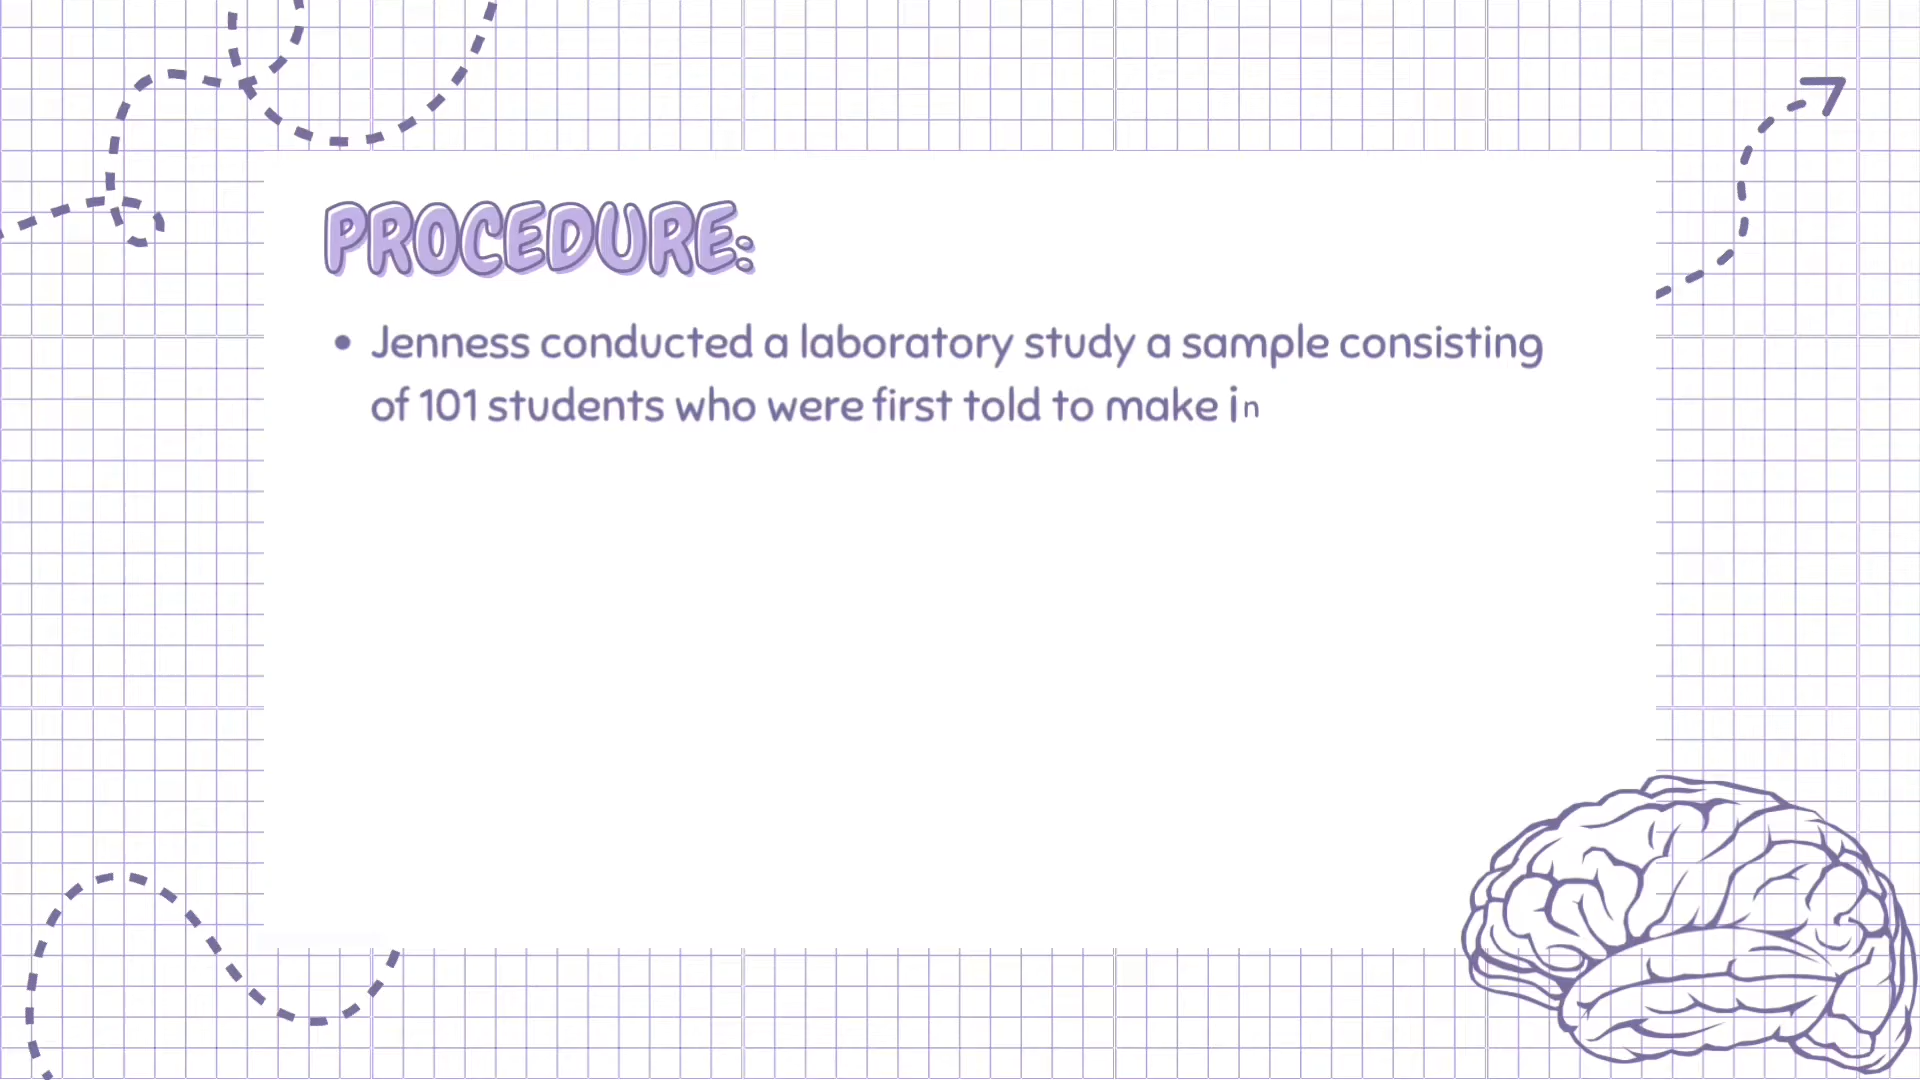 PROCEDURE:
• Jenness conducted a laboratory study a sample consisting
of 101 students who were first told to make in